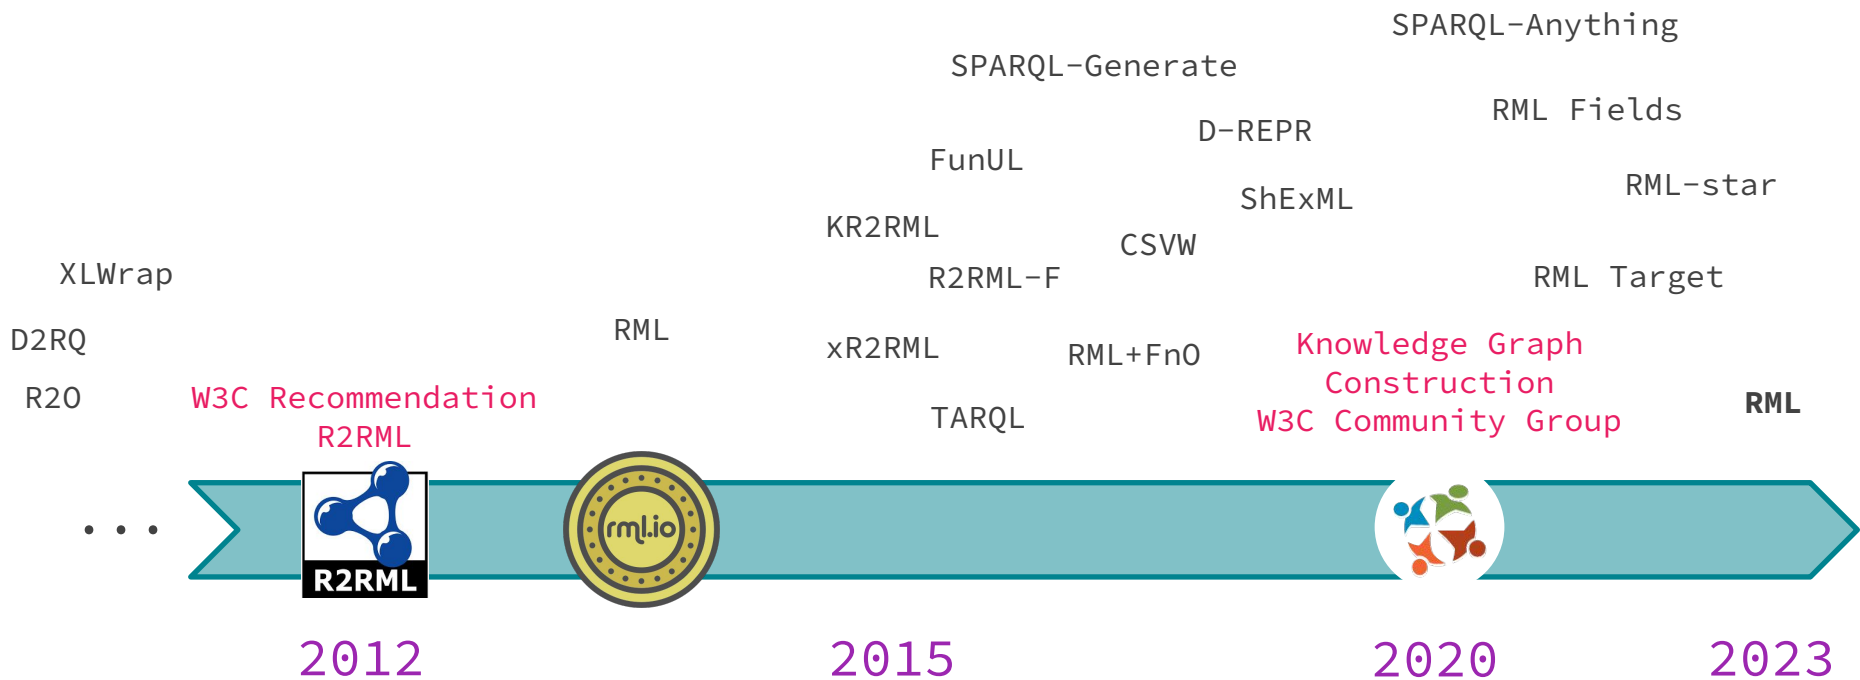 SPARQL-Anything
SPARQL-Generate
RML Fields
D-REPR
FunUL
RML-star
ShExML
KR2RML
CSVW
XLWrap
R2RML-F
RML Target
RML
D2RQ
xR2RML
RML+FnO
Knowledge Graph
Construction
W3C Community Group
R2O
W3C Recommendation
R2RML
TARQL
RML
...
rml.io
R2RML
2012
2015
2020
2023